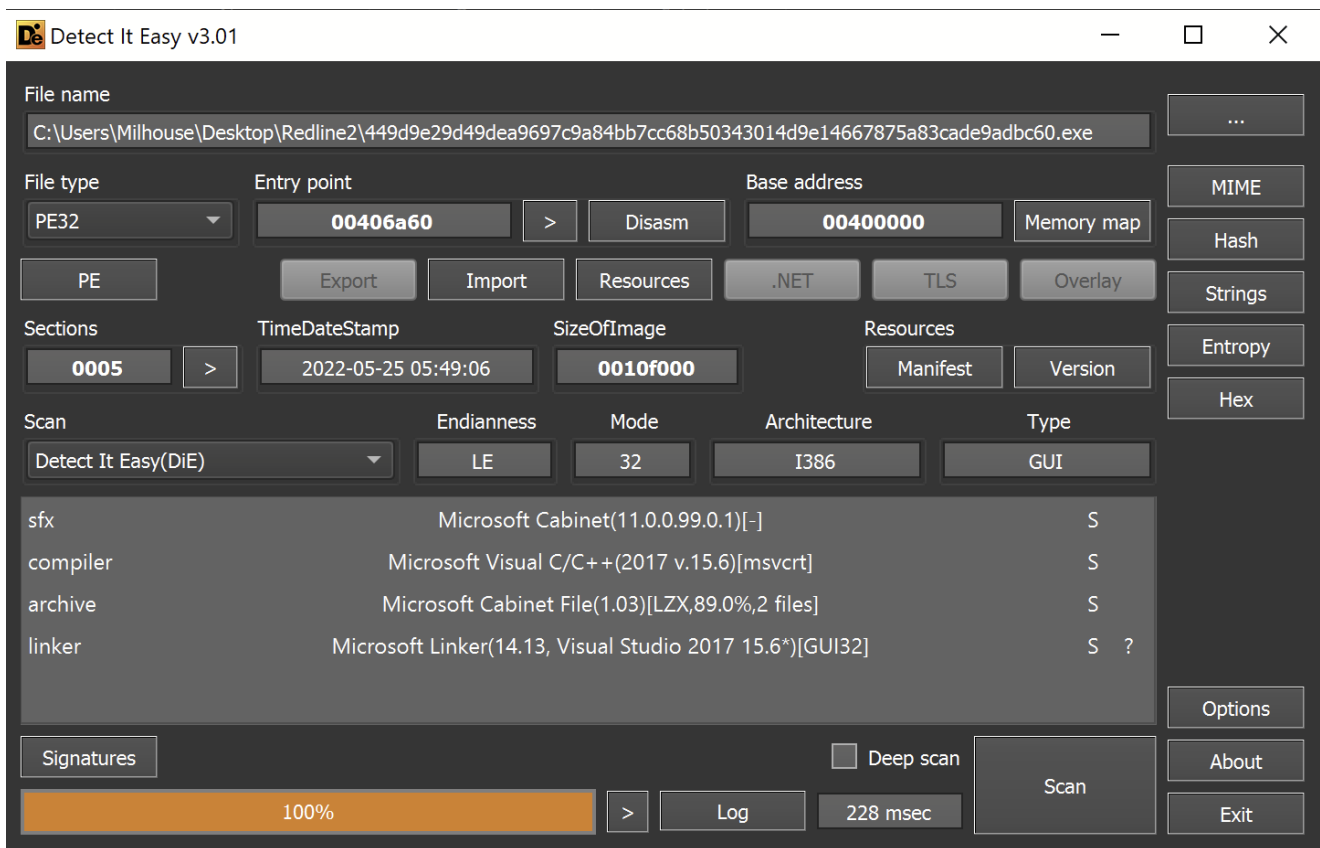 Detect It Easy v3.01
File name
C:\Users\Milhouse\Desktop\Redline2\449d9e29d49dea9697c9a84bb7cc68b50343014d9e14667875a83cade9adbc60.exe
...
File type Entry point Base address
MIME
PE32 00406a60 > Disasm 00400000 Memory map
Hash
PE Export Import Resources .NET TLS Overlay
Strings
Sections TimeDateStamp SizeOfImage Resources
Entropy
0005 > 2022-05-25 05:49:06 0010f000 Manifest Version
Hex
Scan Endianness Mode Architecture Type
Detect It Easy(DiE) LE 32 I386 GUI
sfx Microsoft Cabinet(11.0.0.99.0.1)[-] S
compiler Microsoft Visual C/C++(2017 v.15.6)[msvcrt] S
archive Microsoft Cabinet File(1.03)[LZX,89.0%,2 files] S
linker Microsoft Linker(14.13, Visual Studio 2017 15.6*)[GUI32] S ?
Options
Signatures Deep scan Scan
About
100% > Log 228 msec
Exit